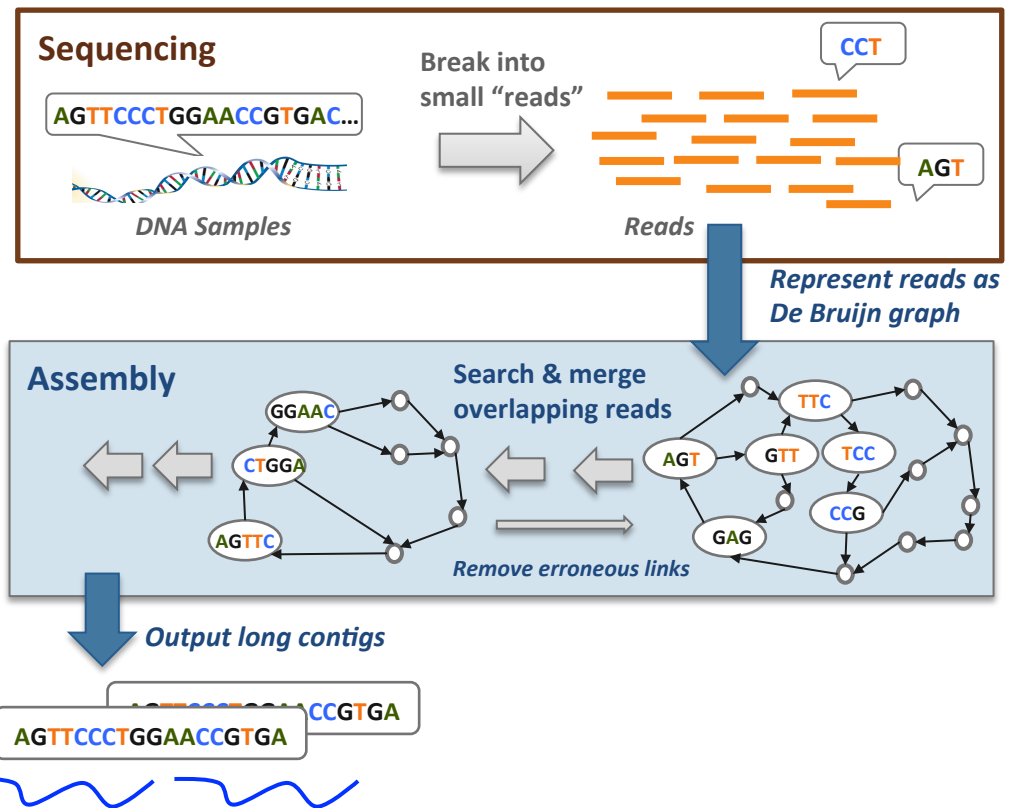 Sequencing
AGTTCCCTGGAACCGTGAC...
DNA Samples
Break into
small “reads”
CCT
AGT
Reads
Represent reads as
De Bruijn graph
Assembly
Search & merge
overlapping reads
GGAAC
CTGGA
AGTTC
TTC
AGT
GTT
TCC
CCG
GAG
Remove erroneous links
Output long contigs
AGTTCCCTGGAACCGTGA
AGTTCCCTGGAACCGTGA